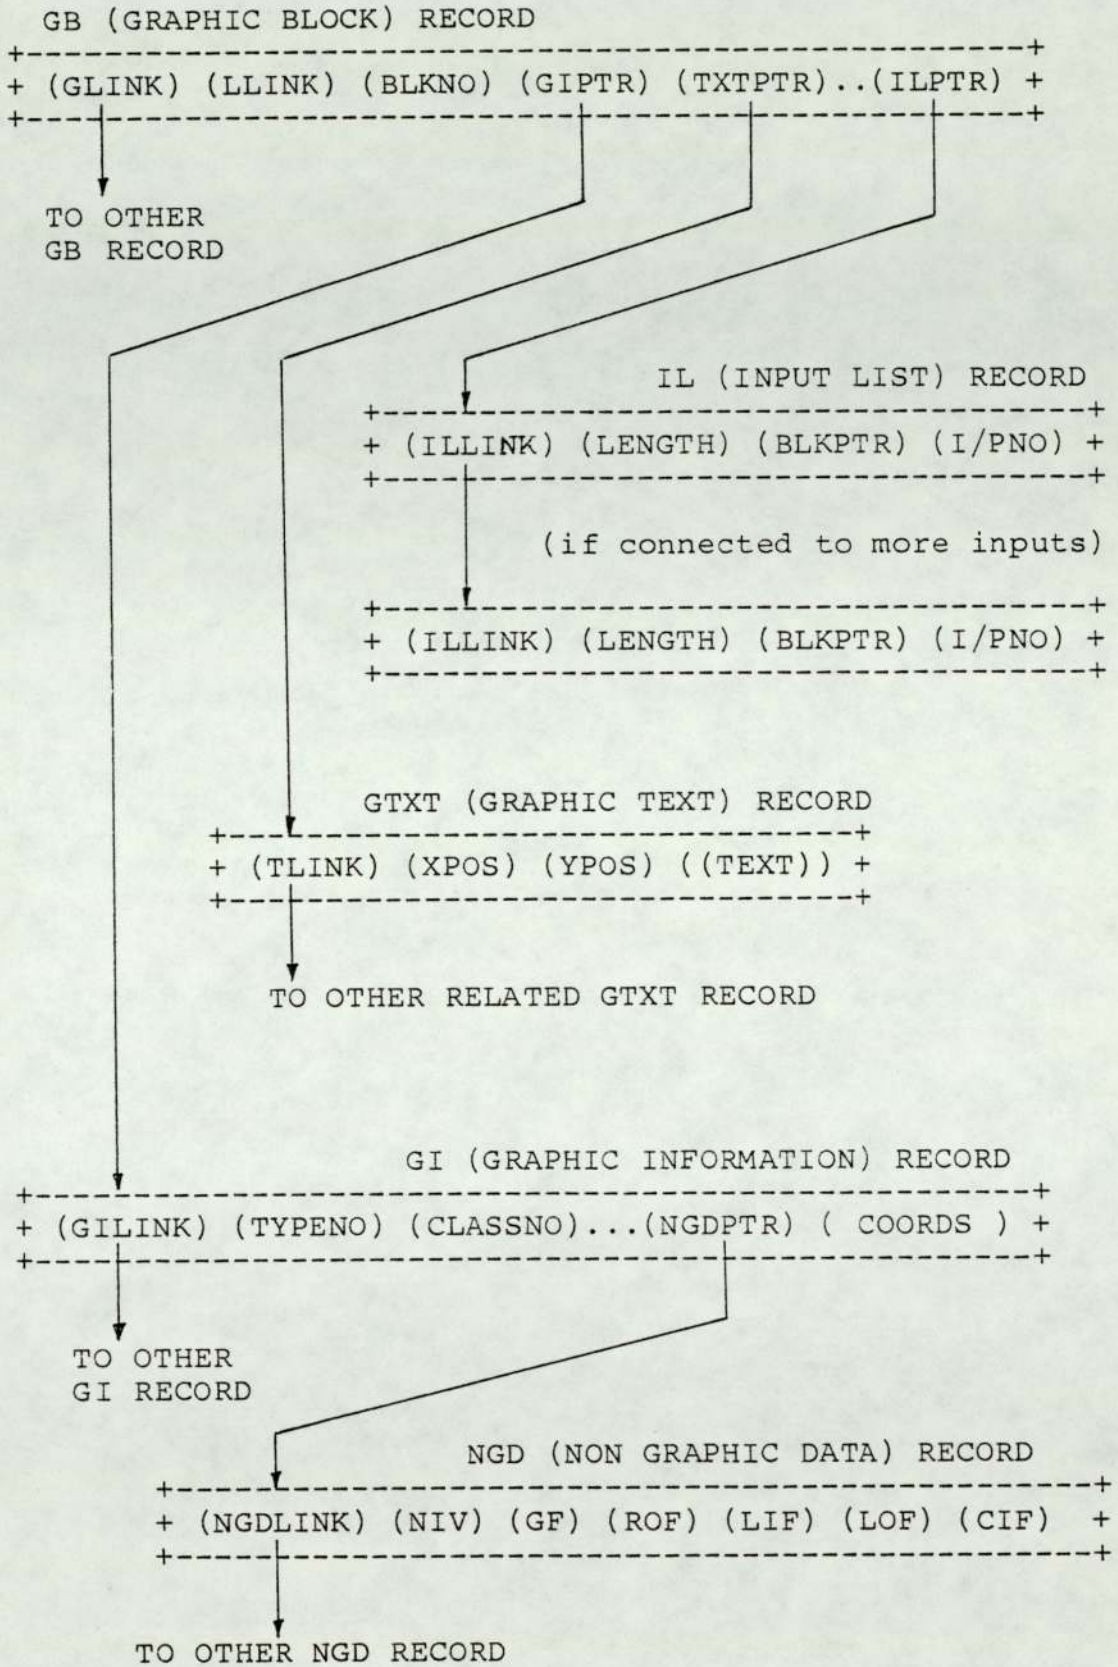 GB (GRAPHIC BLOCK) RECORD
+-----------------------------------------------------------+
+ (GLINK) (LLINK) (BLKNO) (GIPTR) (TXTPTR)..(ILPTR) +
+-----------------------------------------------------------+
TO OTHER
GB RECORD
IL (INPUT LIST) RECORD
+------------------------------------------+
+ (ILLINK) (LENGTH) (BLKPTR) (I/PNO) +
+------------------------------------------+
(if connected to more inputs)
+------------------------------------------+
+ (ILLINK) (LENGTH) (BLKPTR) (I/PNO) +
+------------------------------------------+
GTXT (GRAPHIC TEXT) RECORD
+-------------------------------------+
+ (TLINK) (XPOS) (YPOS) ((TEXT)) +
+-------------------------------------+
TO OTHER RELATED GTXT RECORD
GI (GRAPHIC INFORMATION) RECORD
+-----------------------------------------------------------+
+ (GILINK) (TYPENO) (CLASSNO)...(NGDPTR) ( COORDS ) +
+-----------------------------------------------------------+
TO OTHER
GI RECORD
NGD (NON GRAPHIC DATA) RECORD
+------------------------------------------------------+
+ (NGDLINK) (NIV) (GF) (ROF) (LIF) (LOF) (CIF) +
+------------------------------------------------------+
TO OTHER NGD RECORD